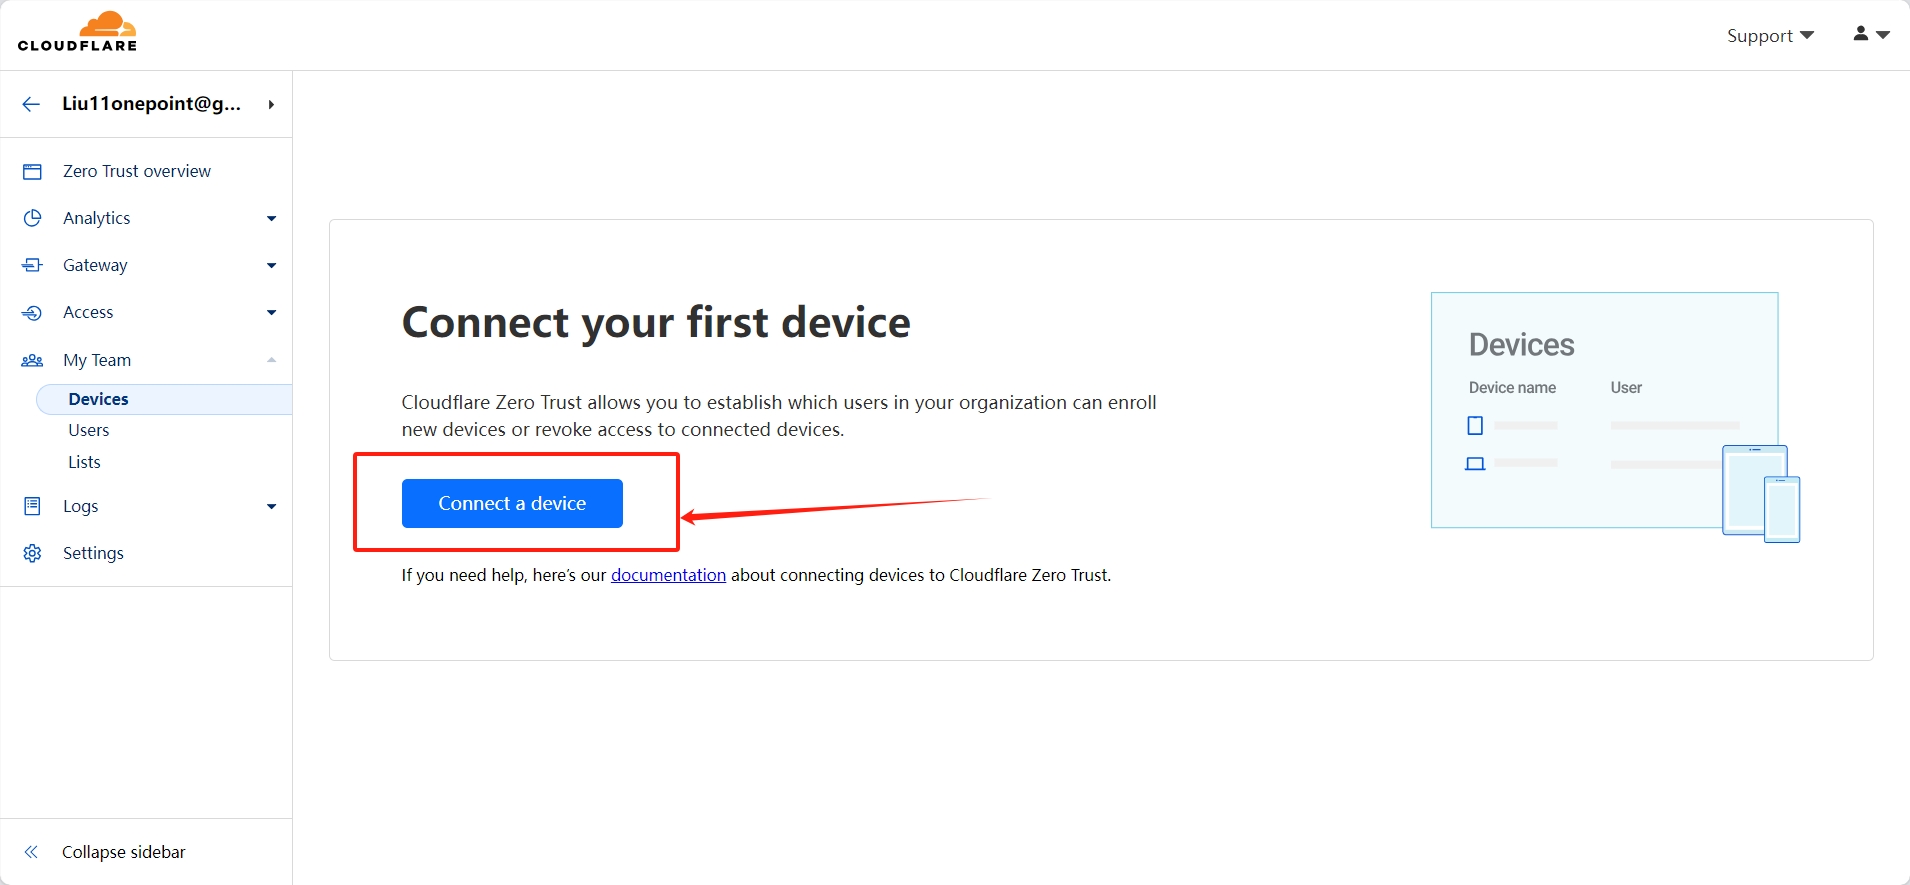 CLOUDFLARE
Support
Liu11onepoint@g...
Zero Trust overview
Analytics
Gateway
Access
My Team
Devices
Users
Lists
Logs
Settings
Collapse sidebar
Connect your first device
Cloudflare Zero Trust allows you to establish which users in your organization can enroll
new devices or revoke access to connected devices.
Connect a device
If you need help, here’s our documentation about connecting devices to Cloudflare Zero Trust.
Devices
Device name User